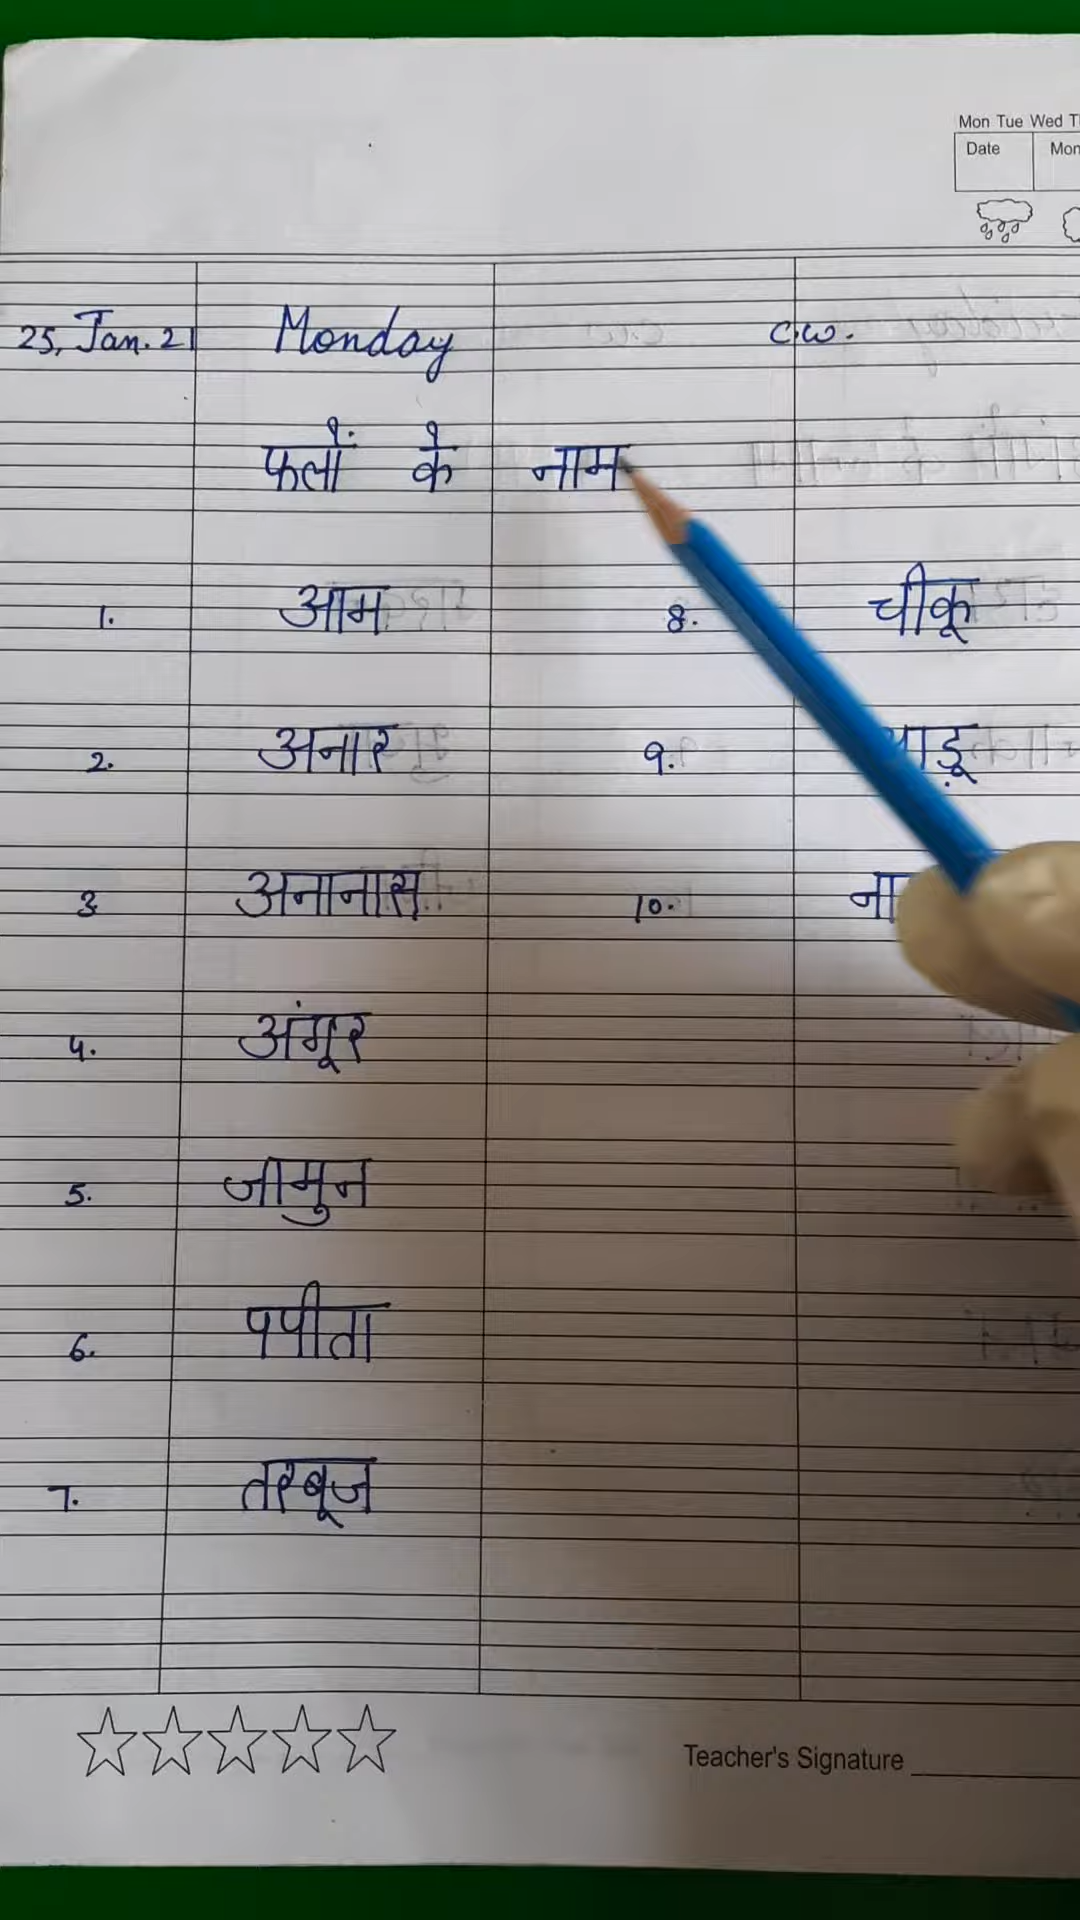 Mon Tue Wed
Date Mon
25, Jan. 21 Monday C.W.
फलों के नाम
1. आम
2. अनार
3 अनानास
4. अंगूर
5. जामुन
6. पपीता
7. तरबूज
8. चीकू
9.
10.
Teacher's Signature